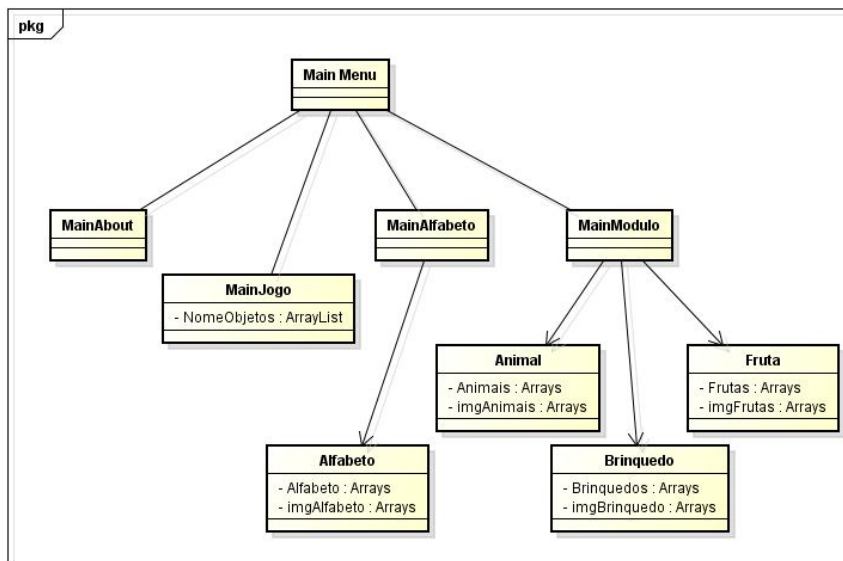 pkg
Main Menu
MainAbout
MainAlfabeto
MainModulo
MainJogo
- NomeObjetos : ArrayList
Animal
- Animais : Arrays
- imgAnimais : Arrays
Fruta
- Frutas : Arrays
- imgFrutas : Arrays
Alfabeto
- Alfabeto : Arrays
- imgAlfabeto : Arrays
Brinquedo
- Brinquedos : Arrays
- imgBrinquedo : Arrays